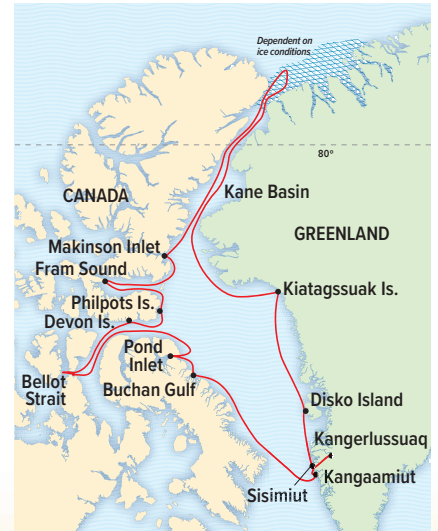 Dependent on
ice conditions
80°
CANADA
Kane Basin
GREENLAND
Makinson Inlet
Fram Sound
Kiatagssuak Is.
Philpots Is.
Devon Is.
Pond
Inlet
Bellot
Strait
Buchan Gulf
Disko Island
Kangerlussuaq
Kangaamiut
Sisimiut